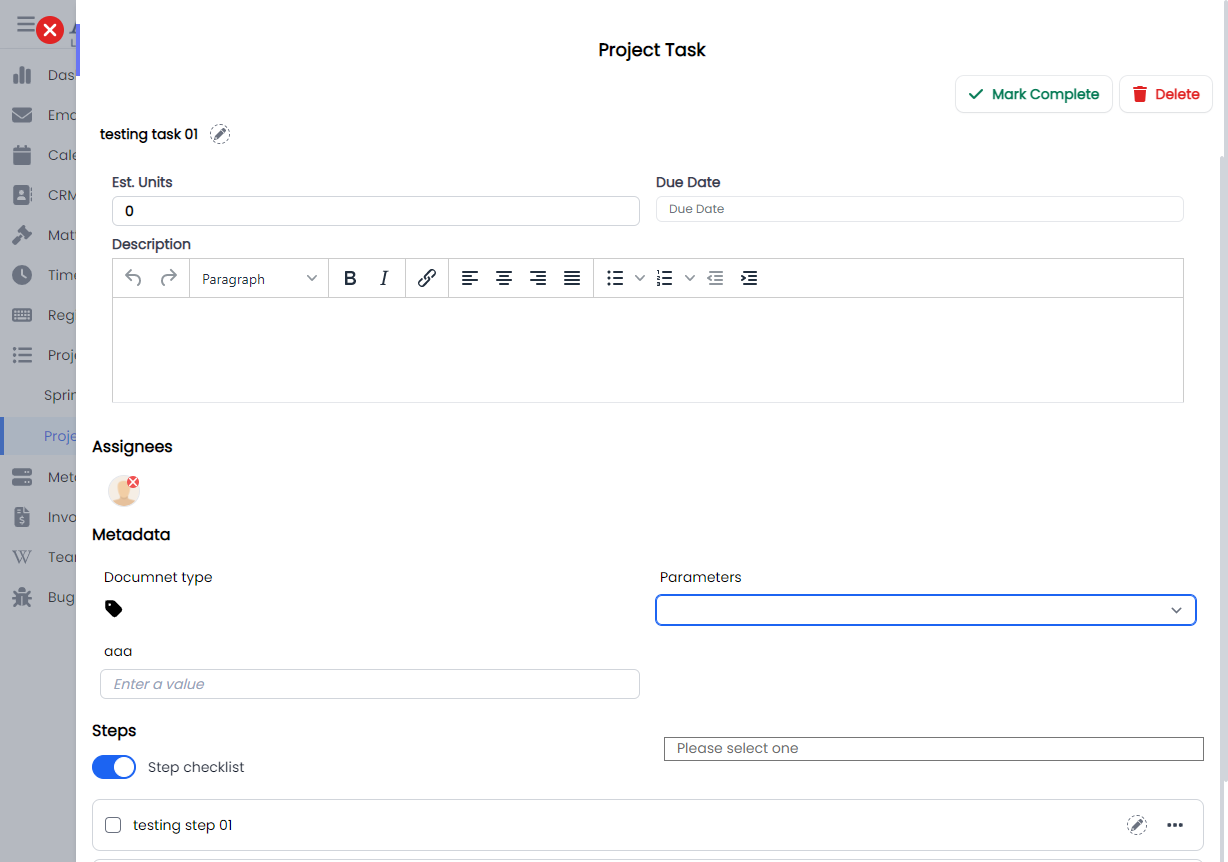 Project Task
Mark Complete
Delete
testing task 01
Est. Units
Due Date
0
Due Date
Description
Paragraph
B I
Assignees
Metadata
Documnet type
Parameters
aaa
Enter a value
Steps
Please select one
Step checklist
testing step 01
Das
Ema
Cale
CRM
Mat
Time
Reg
Proje
Sprin
Proje
Meta
Invo
Tear
Bug